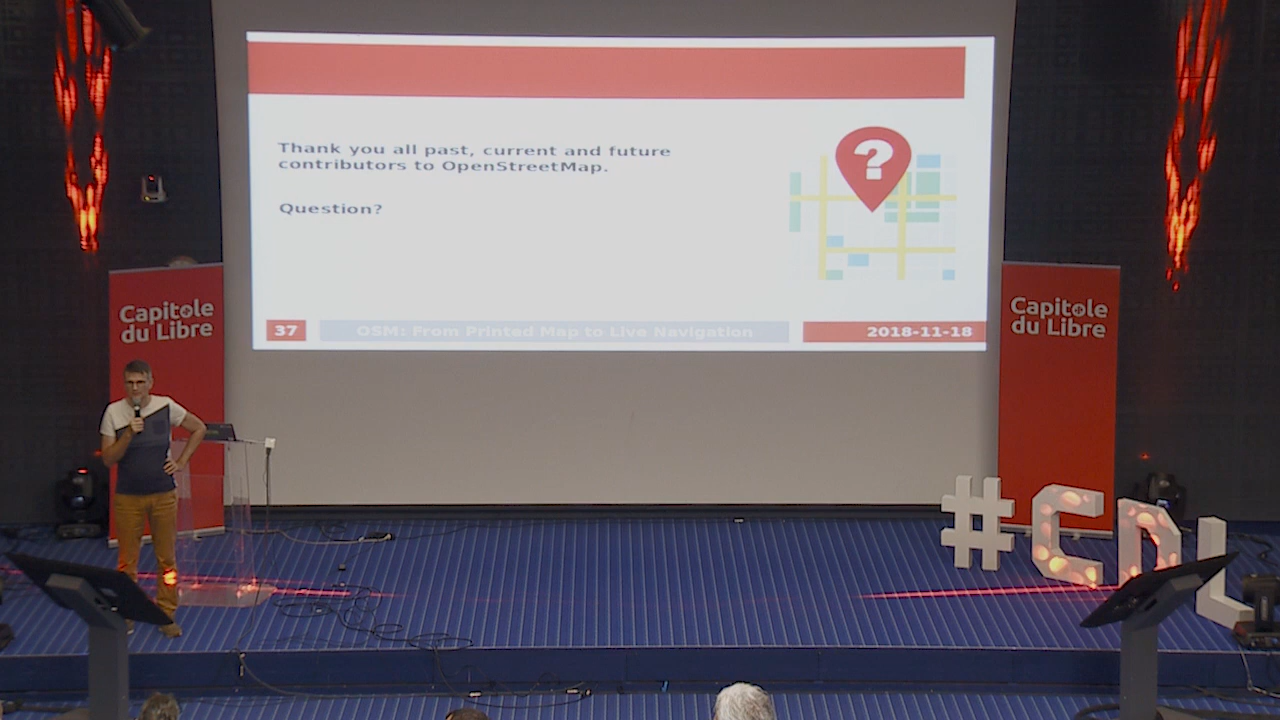 Thank you all past, current and future
contributors to OpenStreetMap.
Question?
?
37
OSM: From Printed Map to Live Navigation
2018-11-18
Capitole
du Libre
Capitole
du Libre
#CDL